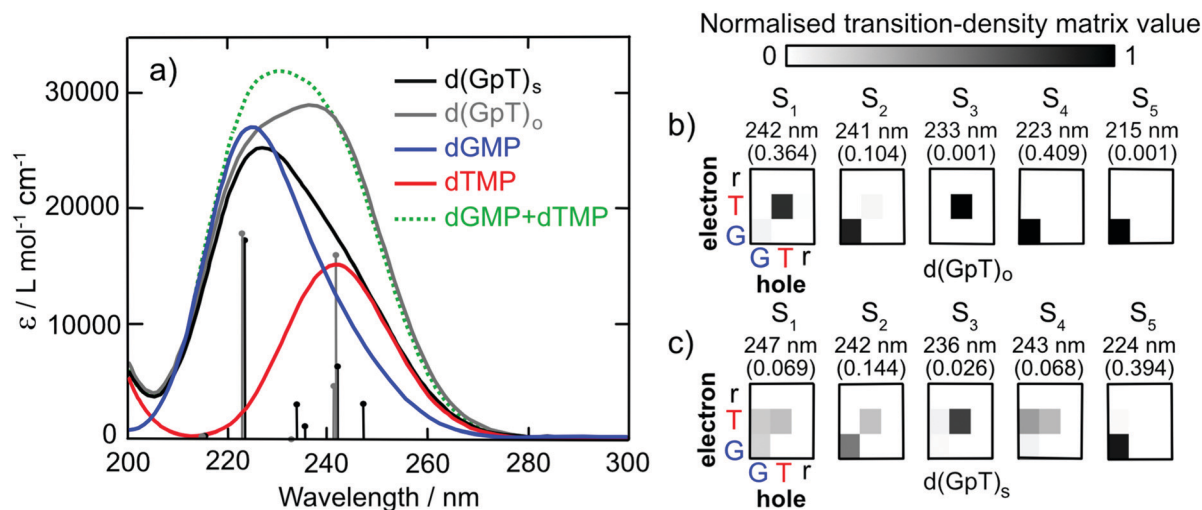 a)
ε / L mol⁻¹ cm⁻¹
30000
20000
10000
0
200 220 240 260 280 300
Wavelength / nm
d(GpT)ₛ
d(GpT)ₒ
dGMP
dTMP
dGMP+dTMP
Normalised transition-density matrix value
0 1
b)
S₁ S₂ S₃ S₄ S₅
242 nm 241 nm 233 nm 223 nm 215 nm
(0.364) (0.104) (0.001) (0.409) (0.001)
electron
r
T
G
G T r
hole
d(GpT)ₒ
c)
S₁ S₂ S₃ S₄ S₅
247 nm 242 nm 236 nm 243 nm 224 nm
(0.069) (0.144) (0.026) (0.068) (0.394)
electron
r
T
G
G T r
hole
d(GpT)ₛ